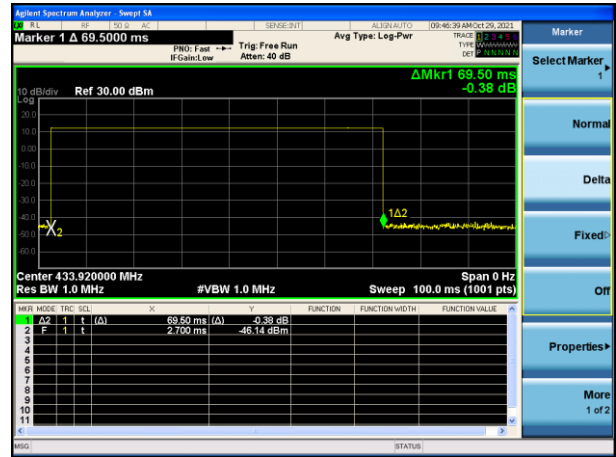 Agilent Spectrum Analyzer - Swept SA
RL RF 50 Ω AC SENSE:INT ALIGNAUTO 09:46:39 AM Oct 29, 2021
Marker 1 Δ 69.5000 ms
PNO: Fast
IFGain:Low
Trig: Free Run
Atten: 40 dB
Avg Type: Log-Pwr
TRACE 1 2 3 4 5 6
TYPE
DET P N N N N N
ΔMkr1 69.50 ms
-0.38 dB
10 dB/div Ref 30.00 dBm
Log
20.0
10.0
0.00
-10.0
-20.0
-30.0
-40.0
-50.0
-60.0
2
1Δ2
Center 433.920000 MHz Span 0 Hz
Res BW 1.0 MHz #VBW 1.0 MHz Sweep 100.0 ms (1001 pts)
MKR MODE TRC SCL X Y FUNCTION FUNCTION WIDTH FUNCTION VALUE
1 Δ2 1 t (Δ) 69.50 ms (Δ) -0.38 dB
2 F 1 t 2.700 ms -46.14 dBm
3
4
5
6
7
8
9
10
11
MSG STATUS
Marker
Select Marker
1
Normal
Delta
Fixed
Off
Properties
More
1 of 2